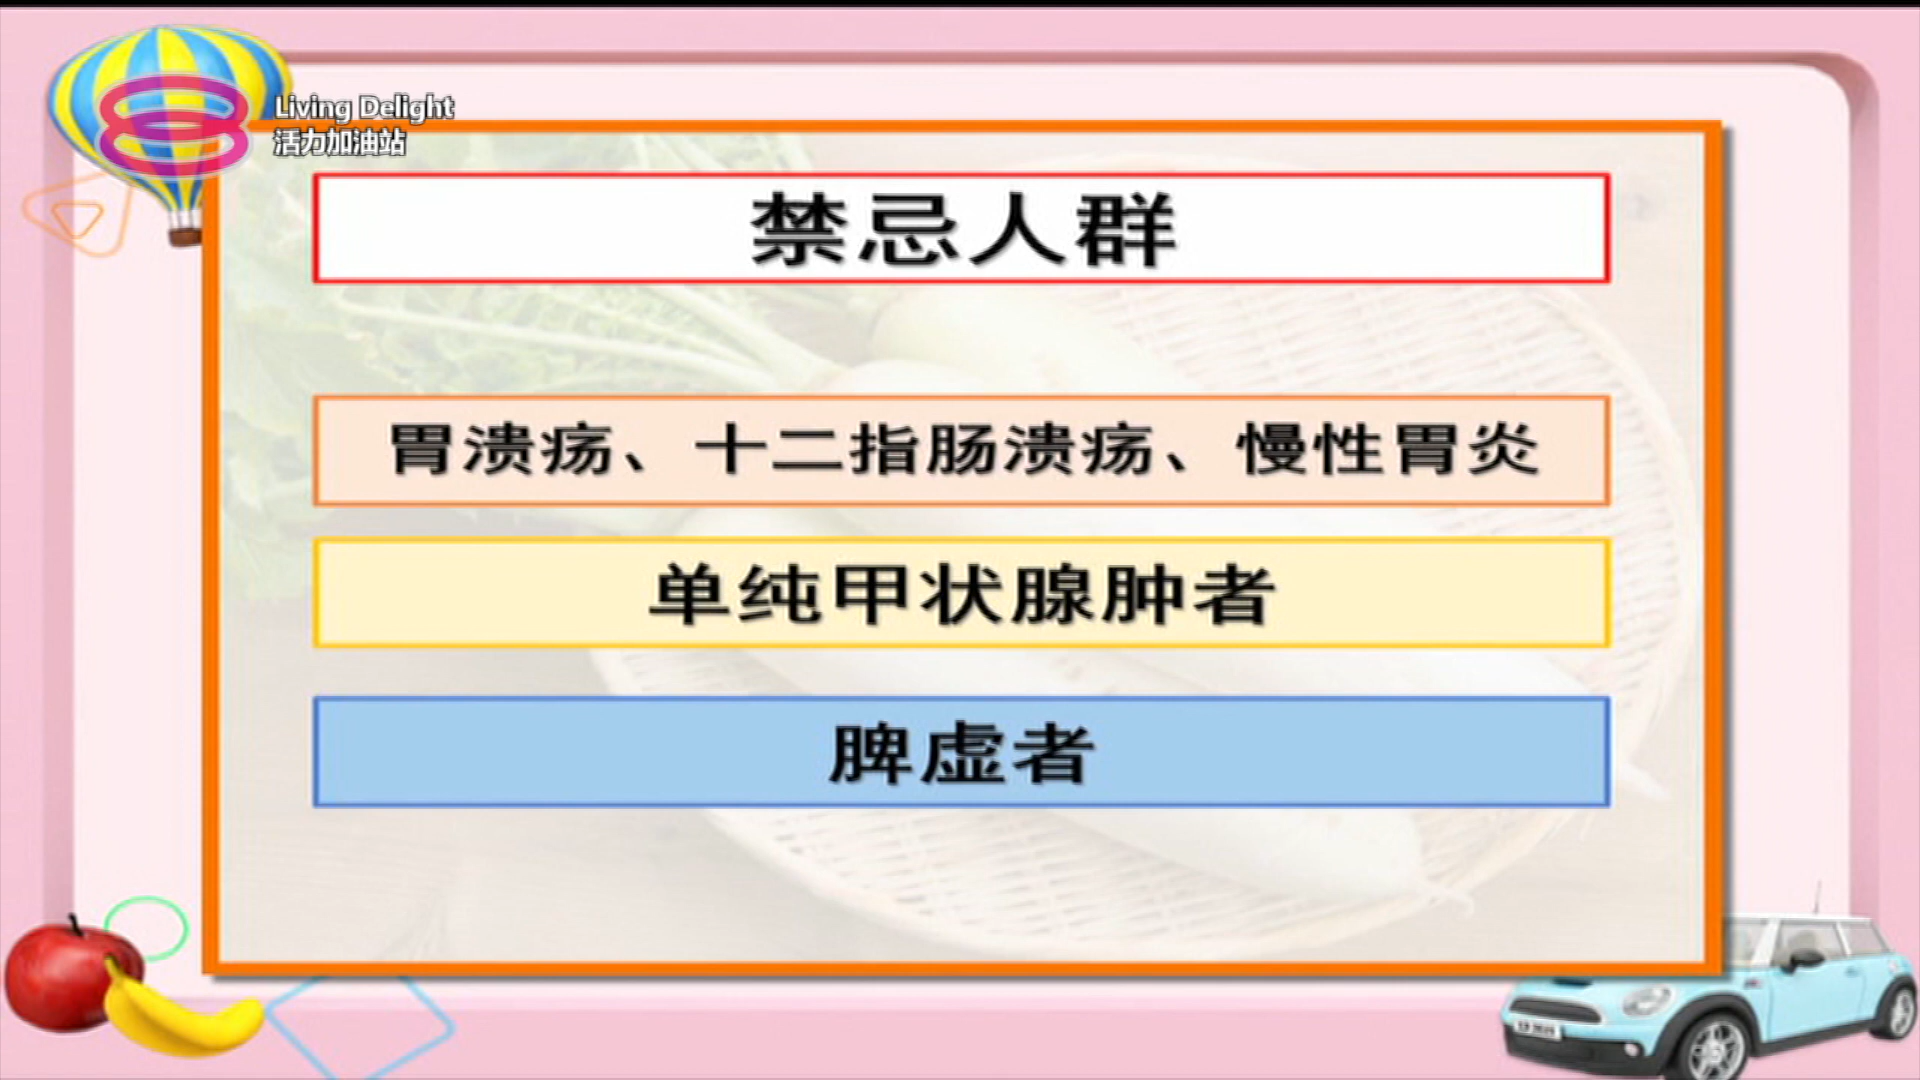 Living Delight
活力加油站
禁忌人群
胃溃疡、十二指肠溃疡、慢性胃炎
单纯甲状腺肿者
脾虚者